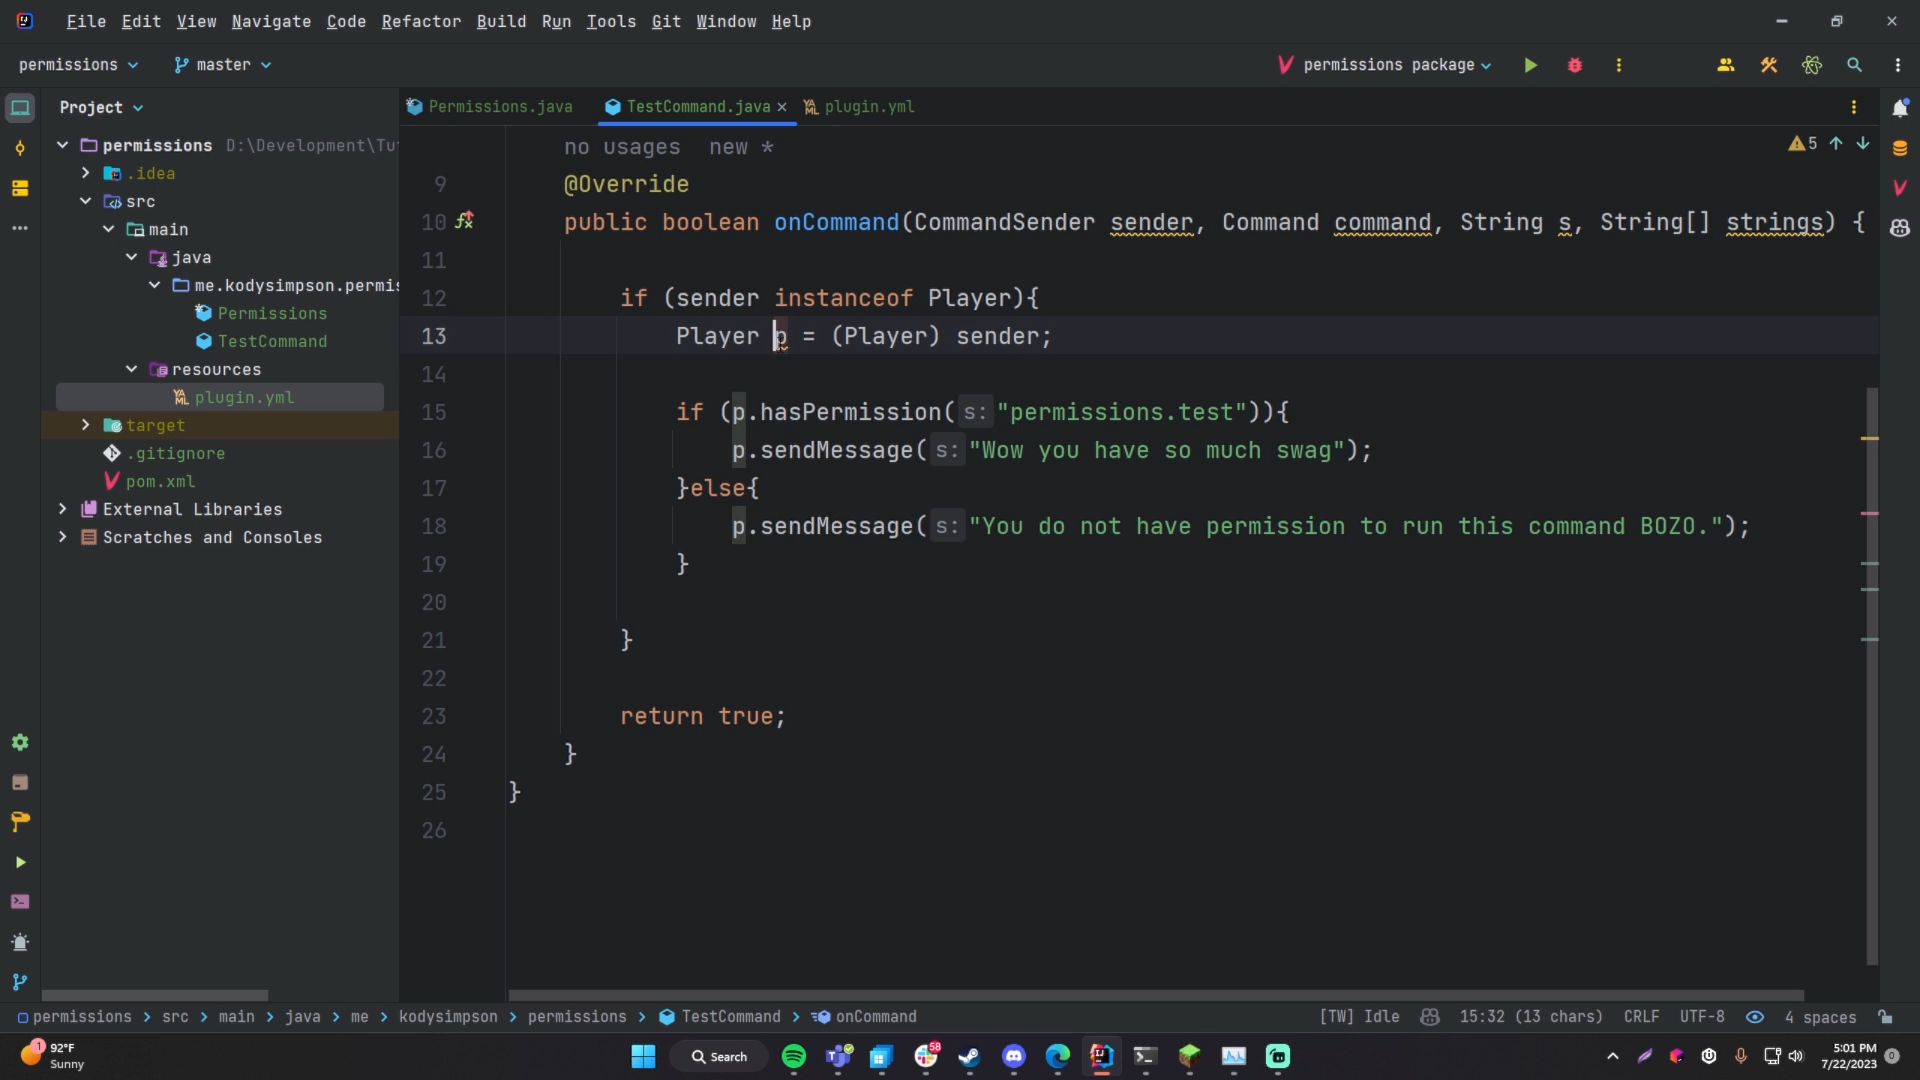 File Edit View Navigate Code Refactor Build Run Tools Git Window Help
permissions master permissions package
Project
Permissions.java TestCommand.java plugin.yml
permissions D:\Development\Tu
.idea
src
main
java
me.kodysimpson.permis
Permissions
TestCommand
resources
plugin.yml
target
.gitignore
pom.xml
External Libraries
Scratches and Consoles
no usages new *
5
9 @Override
10 public boolean onCommand(CommandSender sender, Command command, String s, String[] strings) {
11
12 if (sender instanceof Player){
13 Player p = (Player) sender;
14
15 if (p.hasPermission( s: "permissions.test")){
16 p.sendMessage( s: "Wow you have so much swag");
17 }else{
18 p.sendMessage( s: "You do not have permission to run this command BOZO.");
19 }
20
21 }
22
23 return true;
24 }
25 }
26
permissions > src > main > java > me > kodysimpson > permissions > TestCommand > onCommand
[TW] Idle 15:32 (13 chars) CRLF UTF-8 4 spaces
1 92°F
Sunny
Search
58
5:01 PM
7/22/2023
0